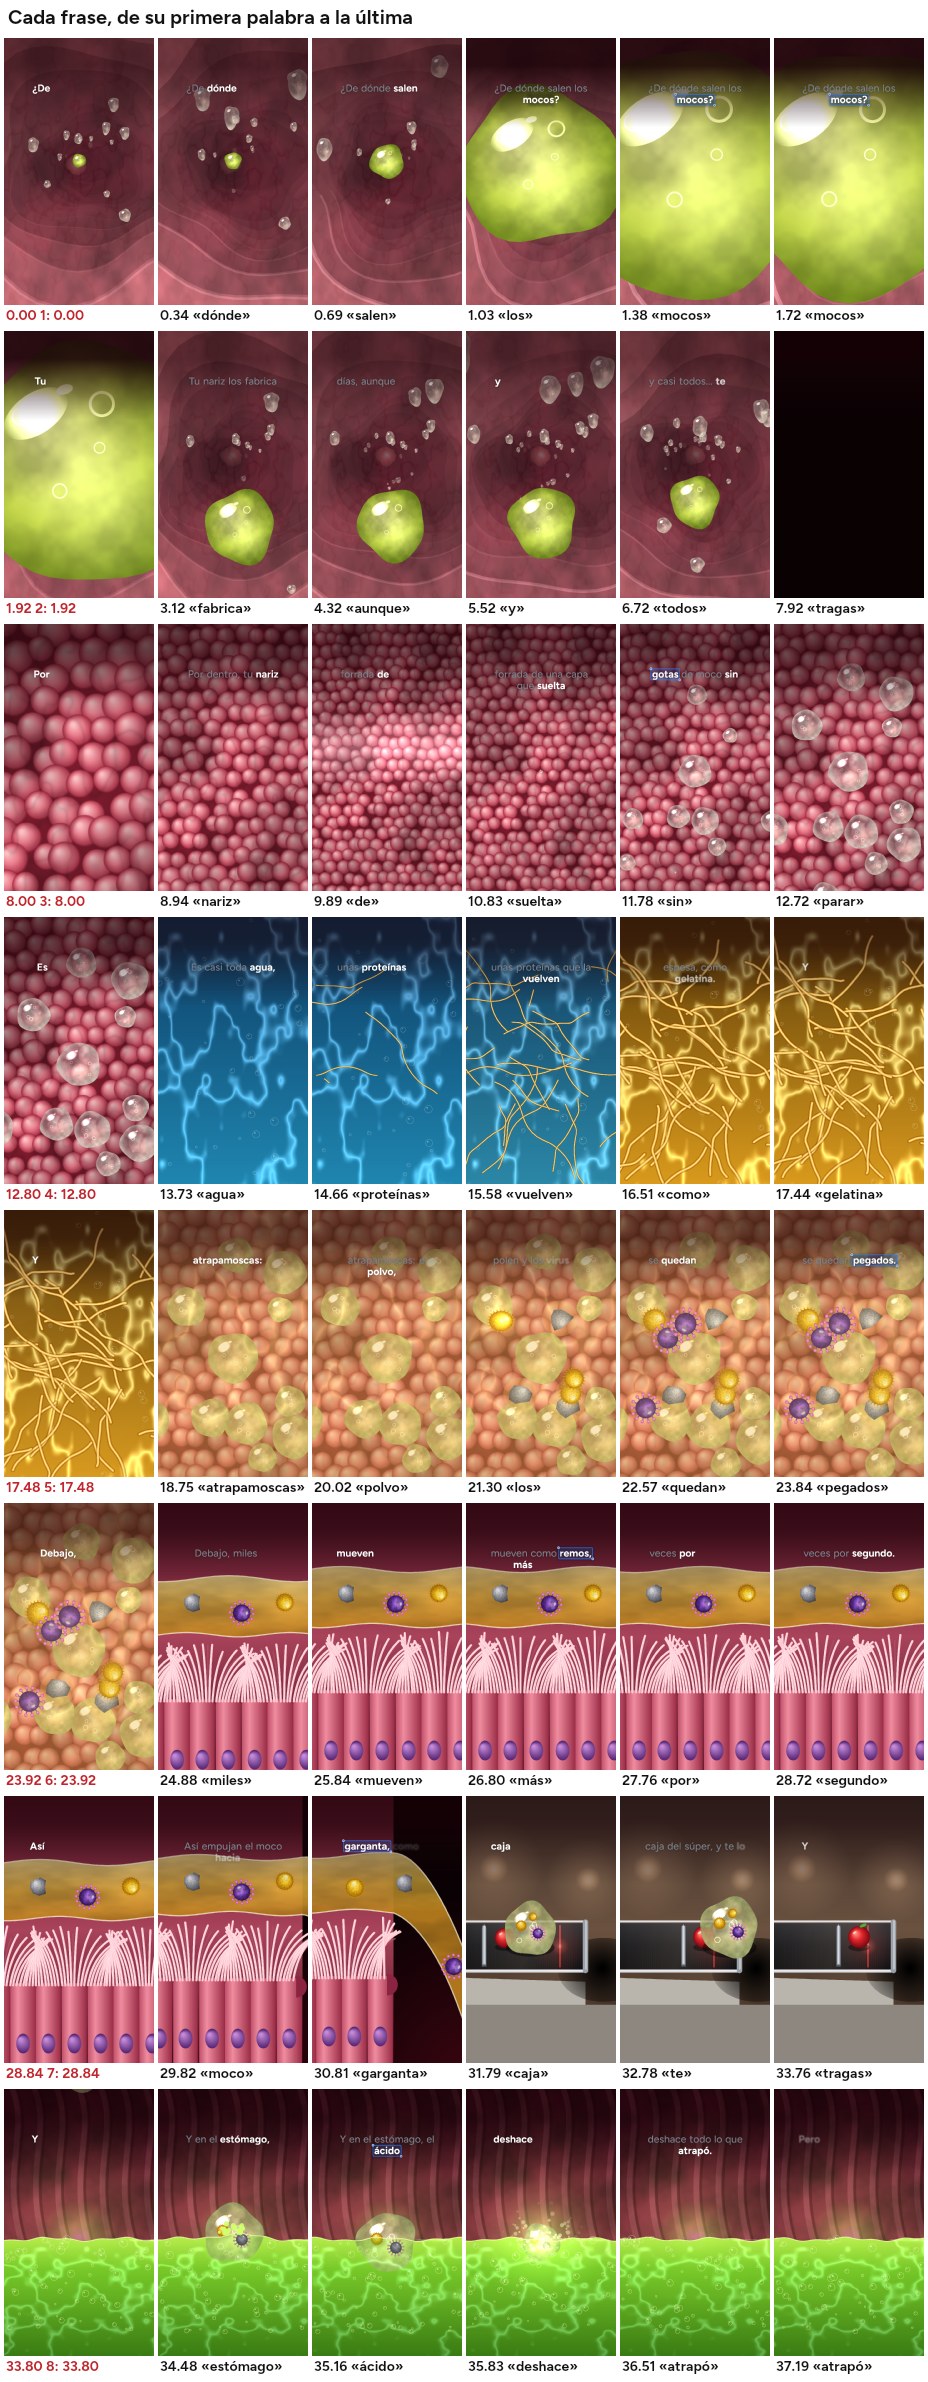 Cada frase, de su primera palabra a la última
¿De
¿De dónde
¿De dónde salen
¿De dónde salen los
mocos?
¿De dónde salen los
mocos?
¿De dónde salen los
mocos?
0.00 1: 0.00
0.34 «dónde»
0.69 «salen»
1.03 «los»
1.38 «mocos»
1.72 «mocos»
Tu
Tu nariz los fabrica
días, aunque
y
y casi todos... te
1.92 2: 1.92
3.12 «fabrica»
4.32 «aunque»
5.52 «y»
6.72 «todos»
7.92 «tragas»
Por
Por dentro, tu nariz
forrada de
forrada de una capa
que suelta
gotas de moco sin
8.00 3: 8.00
8.94 «nariz»
9.89 «de»
10.83 «suelta»
11.78 «sin»
12.72 «parar»
Es
Es casi toda agua,
unas proteínas
unas proteínas que la
vuelven
espesa, como
gelatina.
Y
12.80 4: 12.80
13.73 «agua»
14.66 «proteínas»
15.58 «vuelven»
16.51 «como»
17.44 «gelatina»
Y
atrapamoscas:
atrapamoscas: el
polvo,
polen y los virus
se quedan
se quedan pegados.
17.48 5: 17.48
18.75 «atrapamoscas»
20.02 «polvo»
21.30 «los»
22.57 «quedan»
23.84 «pegados»
Debajo,
Debajo, miles
mueven
mueven como remos,
más
veces por
veces por segundo.
23.92 6: 23.92
24.88 «miles»
25.84 «mueven»
26.80 «más»
27.76 «por»
28.72 «segundo»
Así
Así empujan el moco
hacia
garganta, como
caja
caja del súper, y te lo
Y
28.84 7: 28.84
29.82 «moco»
30.81 «garganta»
31.79 «caja»
32.78 «te»
33.76 «tragas»
Y
Y en el estómago,
Y en el estómago, el
ácido
deshace
deshace todo lo que
atrapó.
Pero
33.80 8: 33.80
34.48 «estómago»
35.16 «ácido»
35.83 «deshace»
36.51 «atrapó»
37.19 «atrapó»